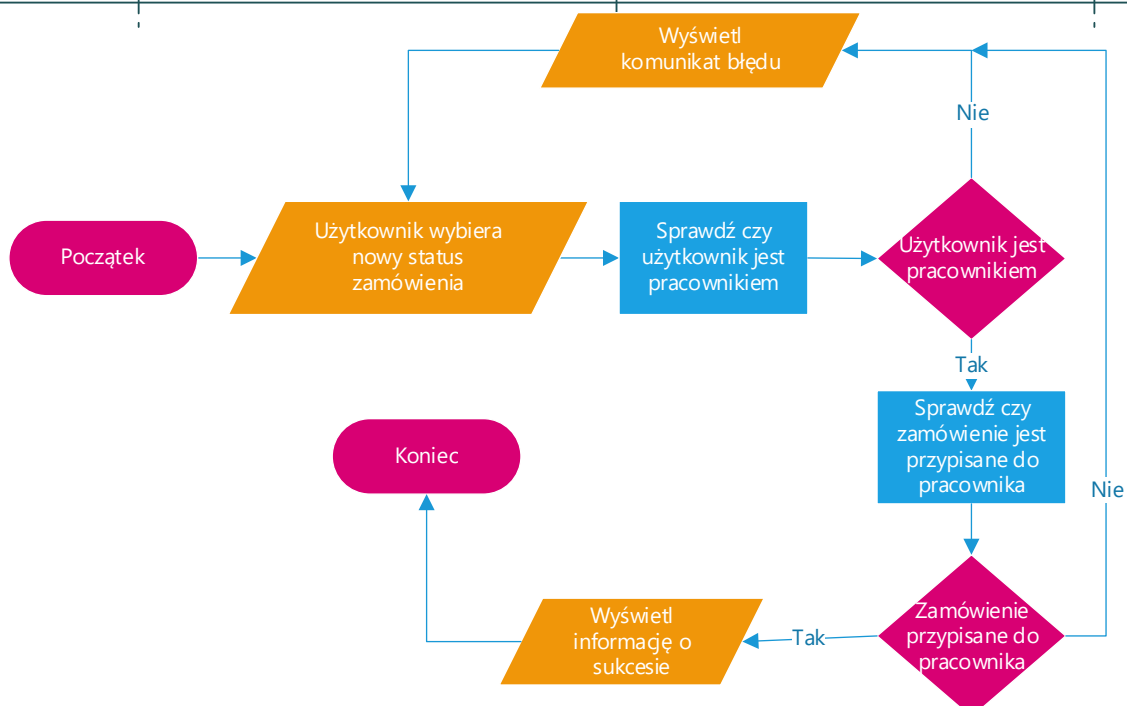 Wyświetl
komunikat błędu
Nie
Początek
Użytkownik wybiera
nowy status
zamówienia
Sprawdź czy
użytkownik jest
pracownikiem
Użytkownik jest
pracownikiem
Tak
Sprawdź czy
zamówienie jest
przypisane do
pracownika
Koniec
Nie
Wyświetl
informację o
sukcesie
Tak
Zamówienie
przypisane do
pracownika